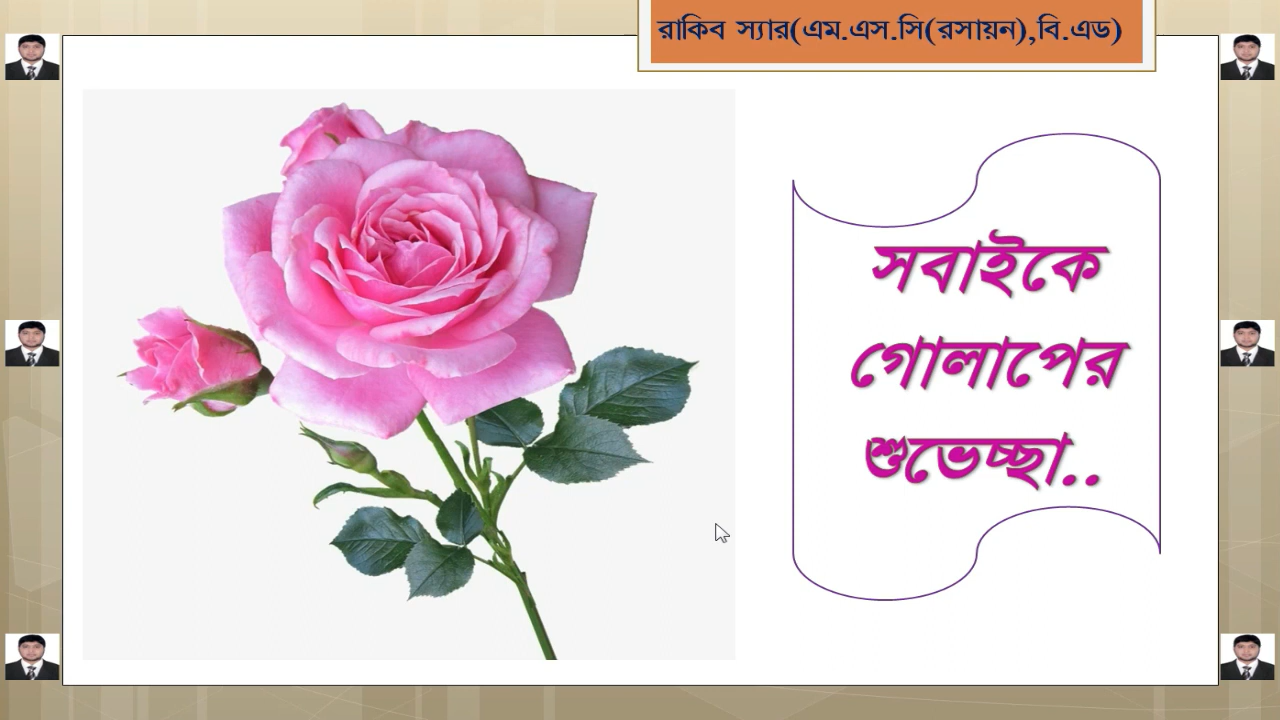 রাকিব স্যার(এম.এস.সি(রসায়ন),বি.এড)
সবাইকে
গোলাপের
শুভেচ্ছা..